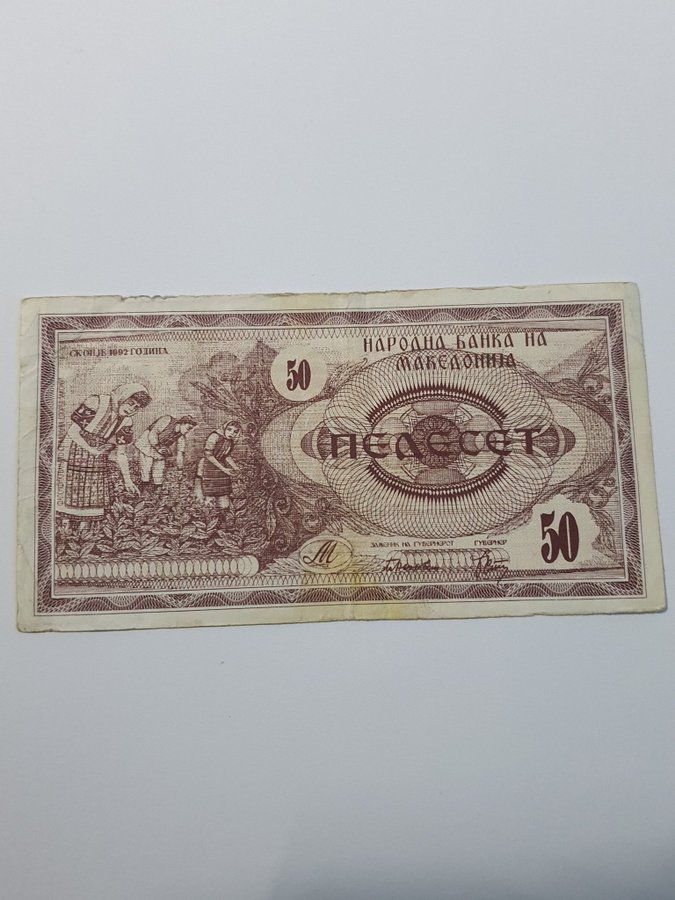 СКОПЈЕ 1992 ГОДИНА
50
НАРОДНА БАНКА НА
МАКЕДОНИЈА
ПЕДЕСЕТ
ЗАМЕНИК НА ГУВЕРНЕРОТ ГУВЕРНЕР
М
50